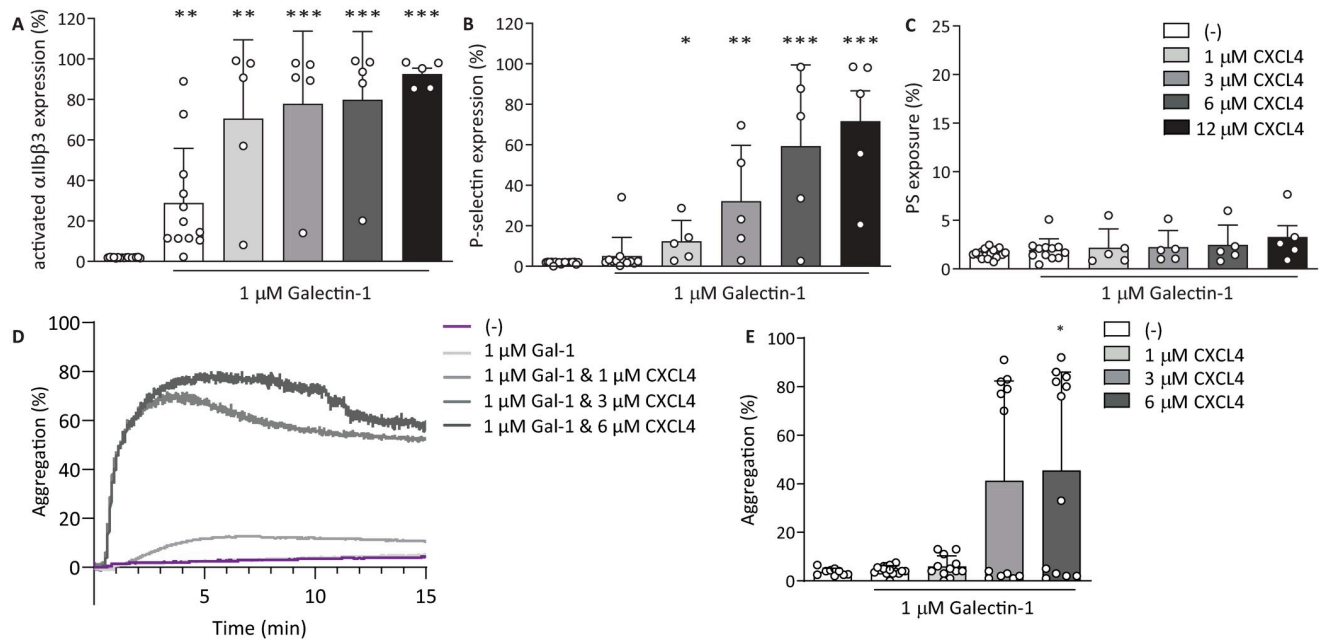 A
activated αIIbβ3 expression (%)
120
100
80
60
40
20
0
** ** *** *** ***
1 µM Galectin-1
B
P-selectin expression (%)
120
100
80
60
40
20
0
* ** *** ***
1 µM Galectin-1
C
PS exposure (%)
25
20
15
10
5
0
(-)
1 µM CXCL4
3 µM CXCL4
6 µM CXCL4
12 µM CXCL4
1 µM Galectin-1
D
Aggregation (%)
100
80
60
40
20
0
5 10 15
Time (min)
(-)
1 µM Gal-1
1 µM Gal-1 & 1 µM CXCL4
1 µM Gal-1 & 3 µM CXCL4
1 µM Gal-1 & 6 µM CXCL4
E
Aggregation (%)
100
80
60
40
20
0
*
1 µM Galectin-1
(-)
1 µM CXCL4
3 µM CXCL4
6 µM CXCL4